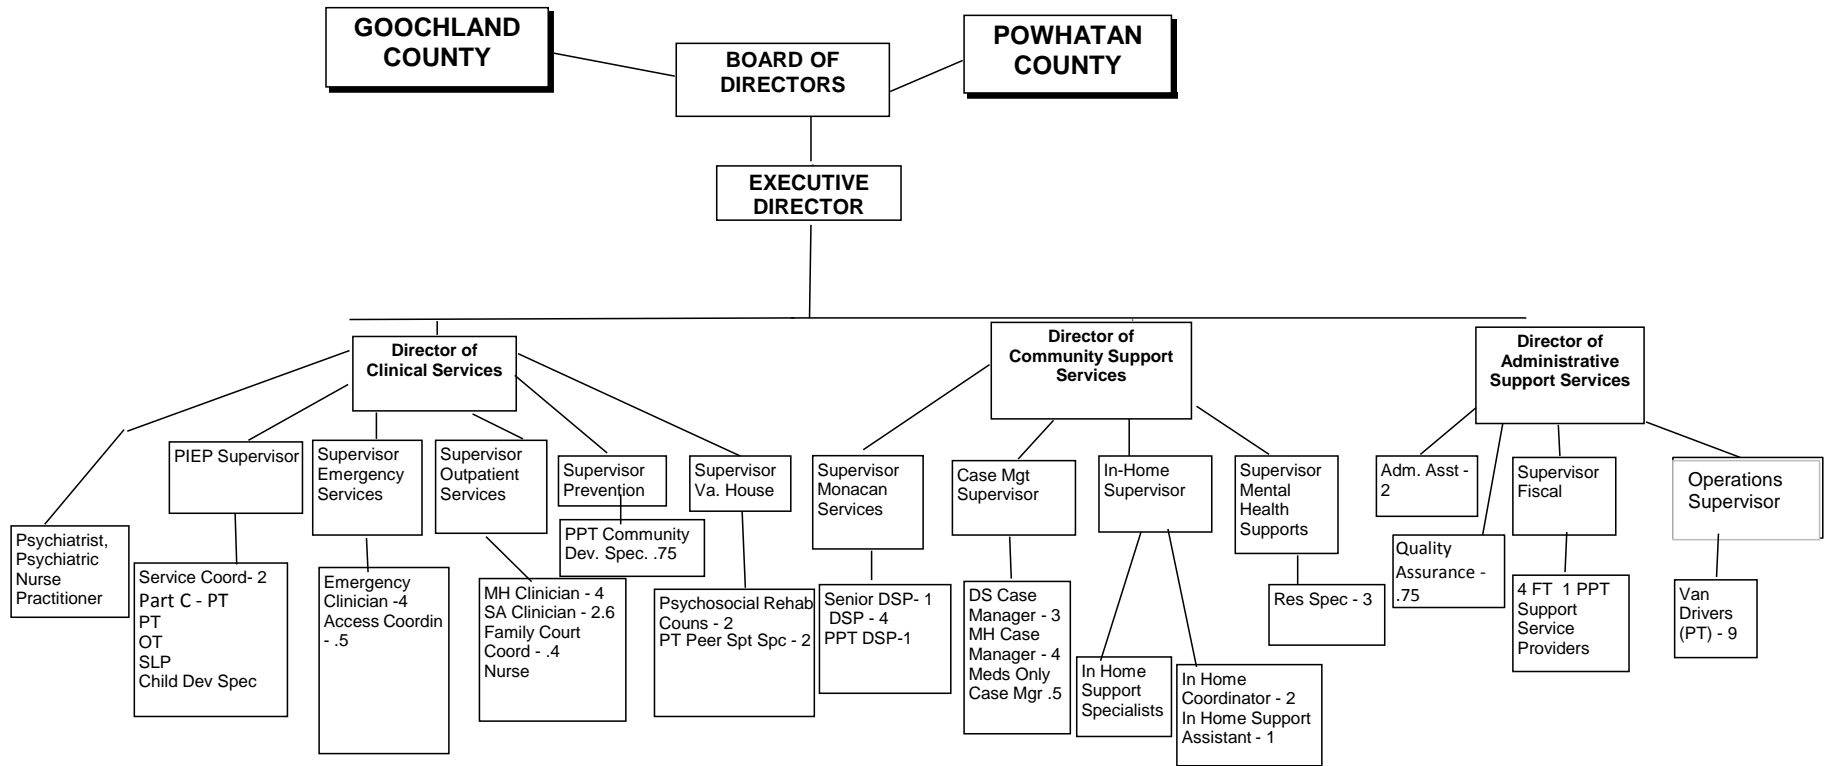 GOOCHLAND
COUNTY
BOARD OF
DIRECTORS
POWHATAN
COUNTY
EXECUTIVE
DIRECTOR
Director of
Clinical Services
Director of
Community Support
Services
Director of
Administrative
Support Services
Psychiatrist,
Psychiatric
Nurse
Practitioner
PIEP Supervisor
Service Coord- 2
Part C - PT
PT
OT
SLP
Child Dev Spec
Supervisor
Emergency
Services
Emergency
Clinician -4
Access Coordin
- .5
Supervisor
Outpatient
Services
MH Clinician - 4
SA Clinician - 2.6
Family Court
Coord - .4
Nurse
Supervisor
Prevention
PPT Community
Dev. Spec. .75
Supervisor
Va. House
Psychosocial Rehab
Couns - 2
PT Peer Spt Spc - 2
Supervisor
Monacan
Services
Senior DSP- 1
DSP - 4
PPT DSP-1
Case Mgt
Supervisor
DS Case
Manager - 3
MH Case
Manager - 4
Meds Only
Case Mgr .5
In-Home
Supervisor
In Home
Support
Specialists
In Home
Coordinator - 2
In Home Support
Assistant - 1
Supervisor
Mental
Health
Supports
Res Spec - 3
Adm. Asst -
2
Quality
Assurance -
.75
Supervisor
Fiscal
4 FT 1 PPT
Support
Service
Providers
Operations
Supervisor
Van
Drivers
(PT) - 9